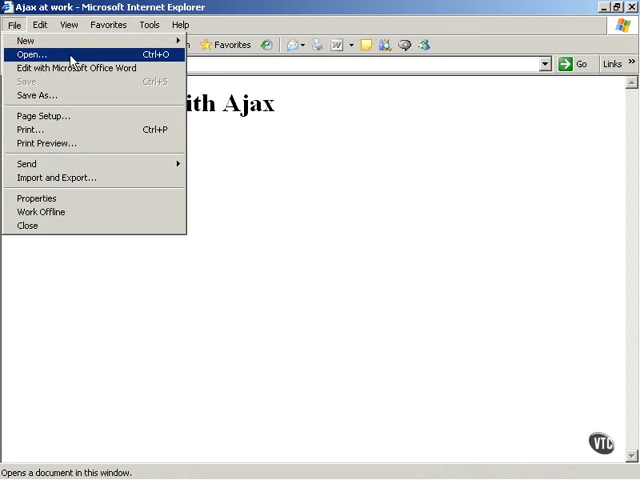 Ajax at work - Microsoft Internet Explorer
File Edit View Favorites Tools Help
New
Open... Ctrl+O
Edit with Microsoft Office Word
Save Ctrl+S
Save As...
Page Setup...
Print... Ctrl+P
Print Preview...
Send
Import and Export...
Properties
Work Offline
Close
Favorites
Go Links »
ith Ajax
VTC
Opens a document in this window.